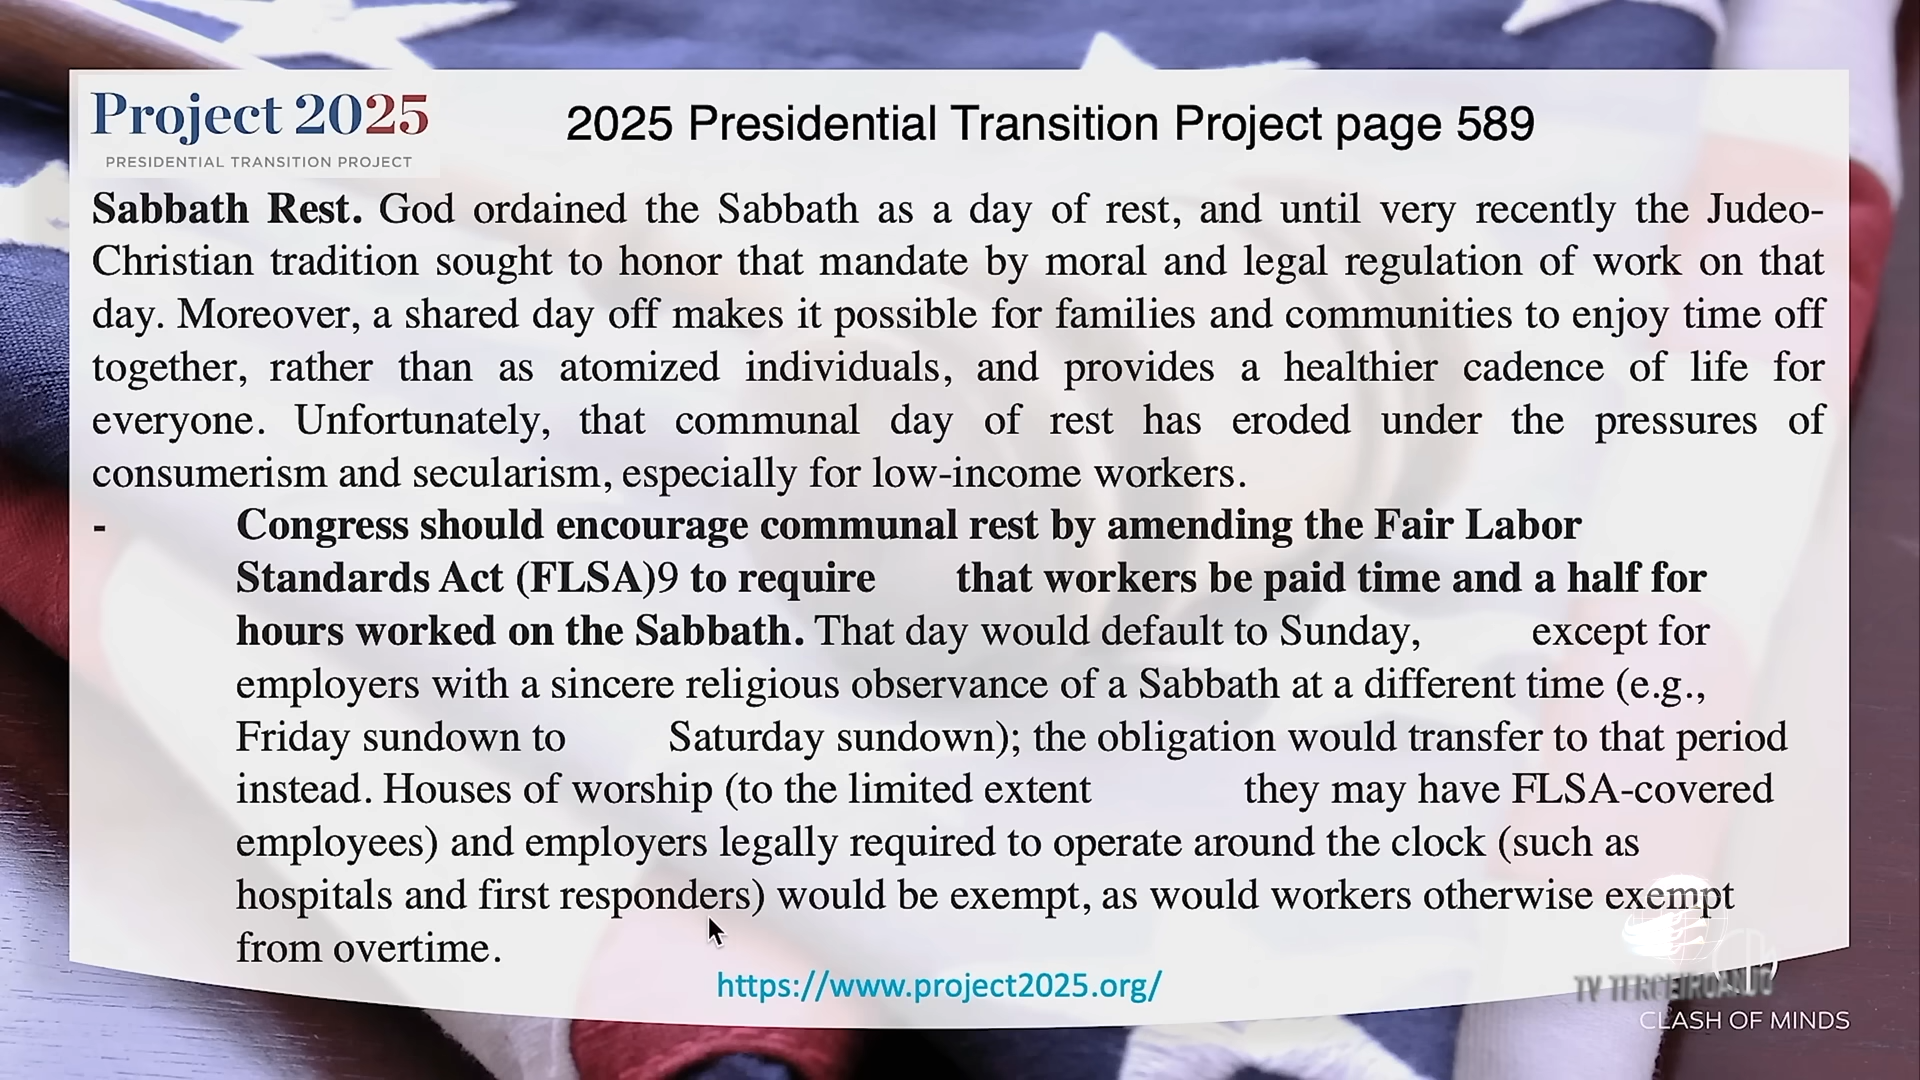 Project 2025
PRESIDENTIAL TRANSITION PROJECT
2025 Presidential Transition Project page 589
Sabbath Rest. God ordained the Sabbath as a day of rest, and until very recently the Judeo-
Christian tradition sought to honor that mandate by moral and legal regulation of work on that
day. Moreover, a shared day off makes it possible for families and communities to enjoy time off
together, rather than as atomized individuals, and provides a healthier cadence of life for
everyone. Unfortunately, that communal day of rest has eroded under the pressures of
consumerism and secularism, especially for low-income workers.
- Congress should encourage communal rest by amending the Fair Labor
Standards Act (FLSA)9 to require that workers be paid time and a half for
hours worked on the Sabbath. That day would default to Sunday, except for
employers with a sincere religious observance of a Sabbath at a different time (e.g.,
Friday sundown to Saturday sundown); the obligation would transfer to that period
instead. Houses of worship (to the limited extent they may have FLSA-covered
employees) and employers legally required to operate around the clock (such as
hospitals and first responders) would be exempt, as would workers otherwise exempt
from overtime.
https://www.project2025.org/
TV TERCEIROANJO
CLASH OF MINDS